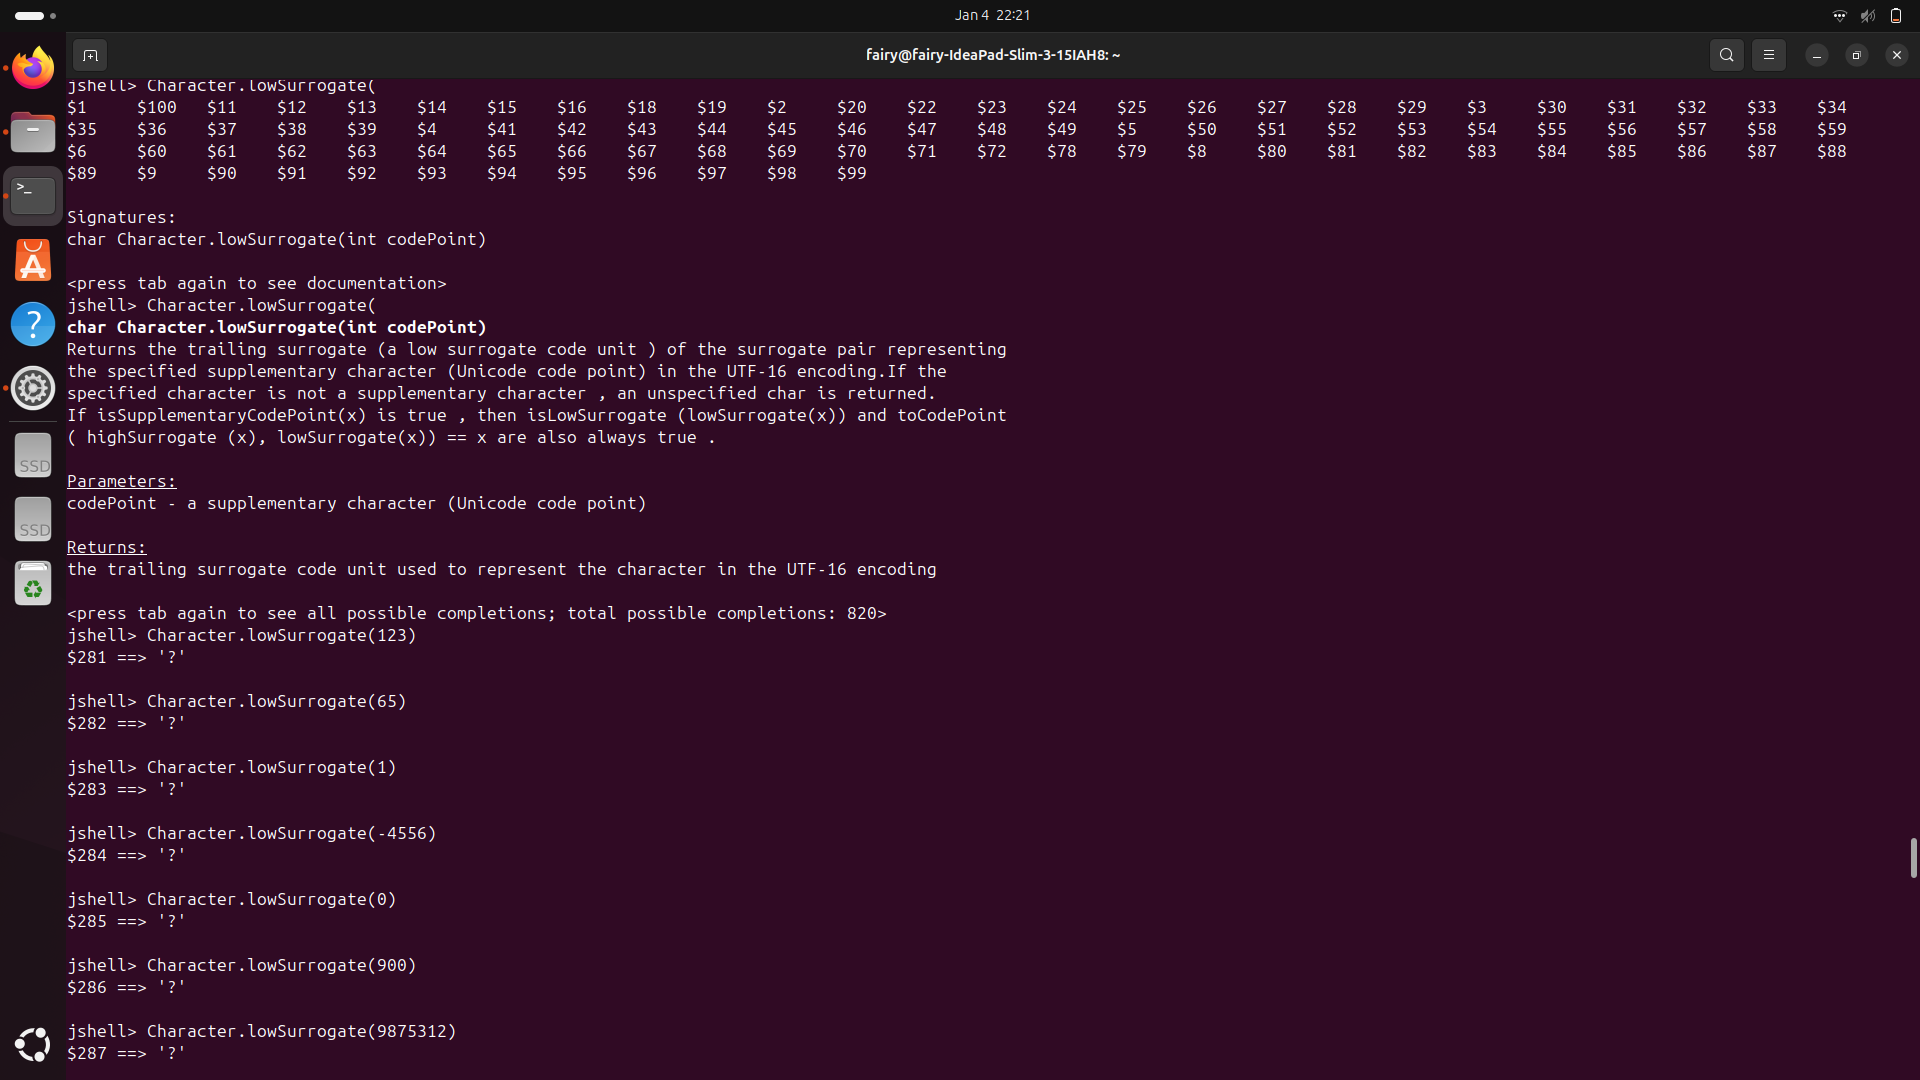 Jan 4 22:21
fairy@fairy-IdeaPad-Slim-3-15IAH8: ~
jshell> Character.lowSurrogate(
$1 $100 $11 $12 $13 $14 $15 $16 $18 $19 $2 $20 $22 $23 $24 $25 $26 $27 $28 $29 $3 $30 $31 $32 $33 $34
$35 $36 $37 $38 $39 $4 $41 $42 $43 $44 $45 $46 $47 $48 $49 $5 $50 $51 $52 $53 $54 $55 $56 $57 $58 $59
$6 $60 $61 $62 $63 $64 $65 $66 $67 $68 $69 $70 $71 $72 $78 $79 $8 $80 $81 $82 $83 $84 $85 $86 $87 $88
$89 $9 $90 $91 $92 $93 $94 $95 $96 $97 $98 $99
Signatures:
char Character.lowSurrogate(int codePoint)
<press tab again to see documentation>
jshell> Character.lowSurrogate(
char Character.lowSurrogate(int codePoint)
Returns the trailing surrogate (a low surrogate code unit ) of the surrogate pair representing
the specified supplementary character (Unicode code point) in the UTF-16 encoding.If the
specified character is not a supplementary character , an unspecified char is returned.
If isSupplementaryCodePoint(x) is true , then isLowSurrogate (lowSurrogate(x)) and toCodePoint
( highSurrogate (x), lowSurrogate(x)) == x are also always true .
Parameters:
codePoint - a supplementary character (Unicode code point)
Returns:
the trailing surrogate code unit used to represent the character in the UTF-16 encoding
<press tab again to see all possible completions; total possible completions: 820>
jshell> Character.lowSurrogate(123)
$281 ==> '?'
jshell> Character.lowSurrogate(65)
$282 ==> '?'
jshell> Character.lowSurrogate(1)
$283 ==> '?'
jshell> Character.lowSurrogate(-4556)
$284 ==> '?'
jshell> Character.lowSurrogate(0)
$285 ==> '?'
jshell> Character.lowSurrogate(900)
$286 ==> '?'
jshell> Character.lowSurrogate(9875312)
$287 ==> '?'
SSD
SSD